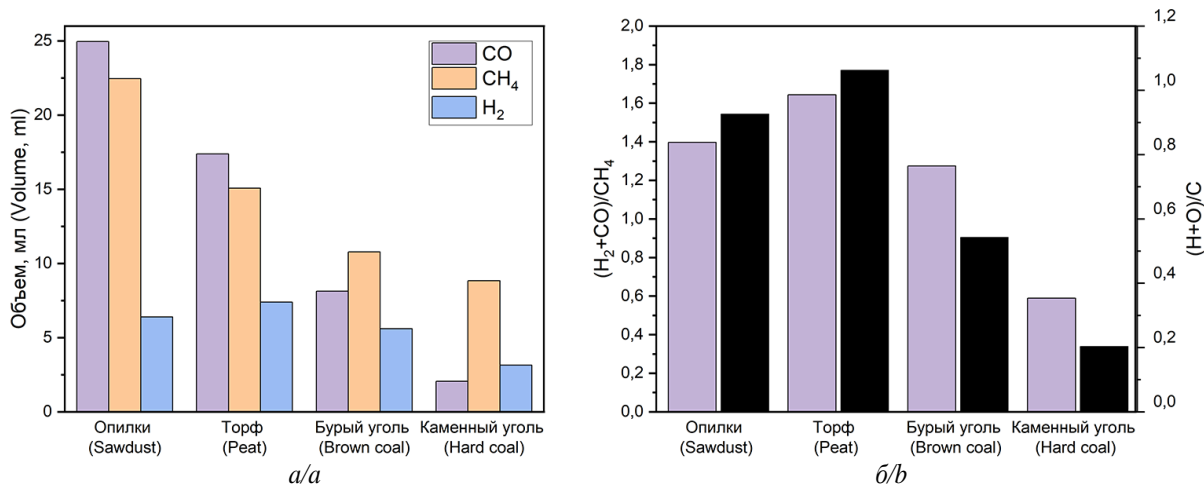 Объем, мл (Volume, ml)
25
20
15
10
5
0
CO
CH₄
H₂
Опилки
(Sawdust)
Торф
(Peat)
Бурый уголь
(Brown coal)
Каменный уголь
(Hard coal)
а/a
(H₂+CO)/CH₄
2,0
1,8
1,6
1,4
1,2
1,0
0,8
0,6
0,4
0,2
0,0
(H+O)/C
1,2
1,0
0,8
0,6
0,4
0,2
0,0
Опилки
(Sawdust)
Торф
(Peat)
Бурый уголь
(Brown coal)
Каменный уголь
(Hard coal)
б/b